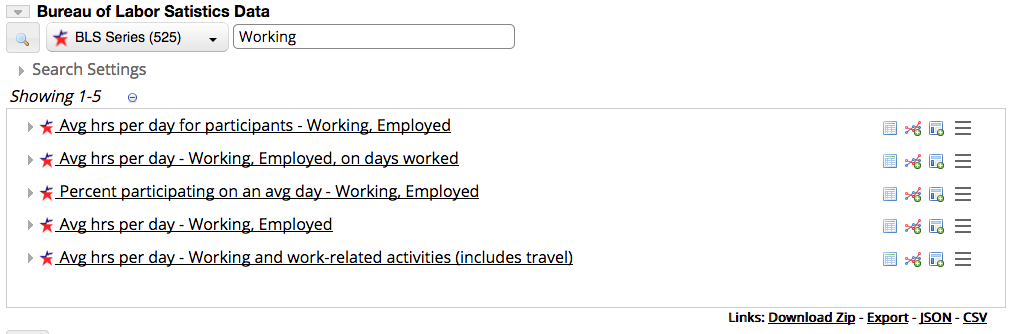 Bureau of Labor Satistics Data
BLS Series (525) Working
Search Settings
Showing 1-5
Avg hrs per day for participants - Working, Employed
Avg hrs per day - Working, Employed, on days worked
Percent participating on an avg day - Working, Employed
Avg hrs per day - Working, Employed
Avg hrs per day - Working and work-related activities (includes travel)
Links: Download Zip - Export - JSON - CSV